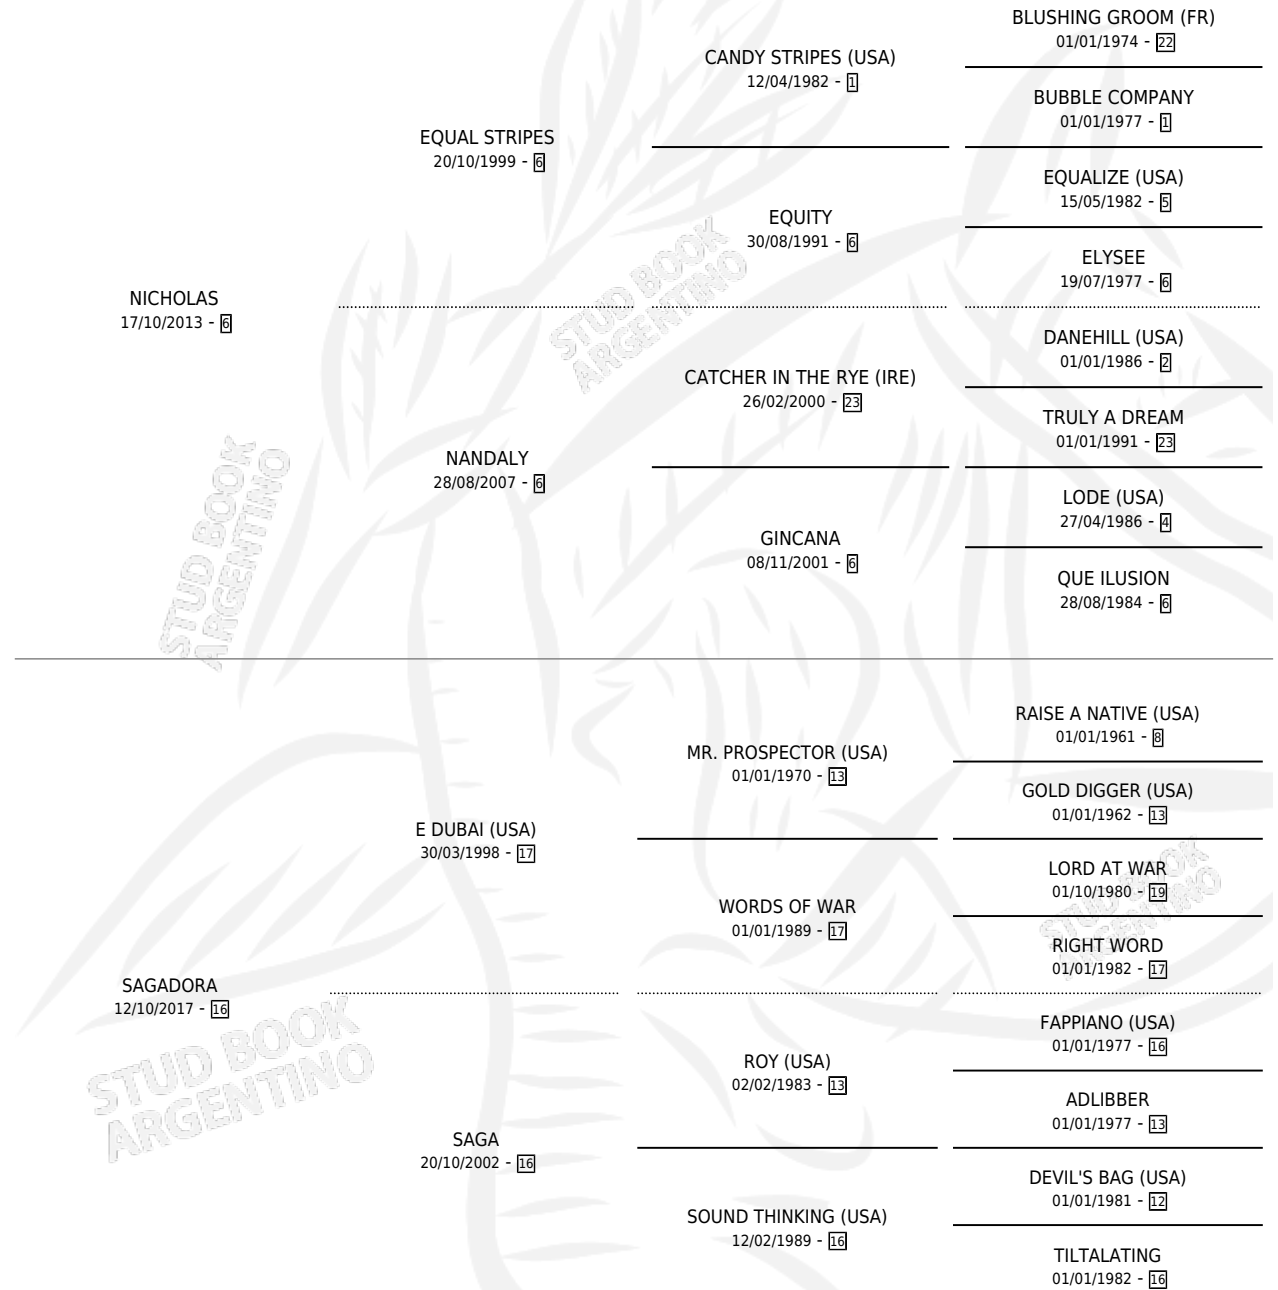 BLUSHING GROOM (FR)
01/01/1974 - 22
CANDY STRIPES (USA)
12/04/1982 - 1
BUBBLE COMPANY
01/01/1977 - 1
EQUAL STRIPES
20/10/1999 - 6
EQUALIZE (USA)
15/05/1982 - 5
EQUITY
30/08/1991 - 6
ELYSEE
19/07/1977 - 6
NICHOLAS
17/10/2013 - 6
DANEHILL (USA)
01/01/1986 - 2
CATCHER IN THE RYE (IRE)
26/02/2000 - 23
TRULY A DREAM
01/01/1991 - 23
NANDALY
28/08/2007 - 6
LODE (USA)
27/04/1986 - 4
GINCANA
08/11/2001 - 6
QUE ILUSION
28/08/1984 - 6
RAISE A NATIVE (USA)
01/01/1961 - 8
MR. PROSPECTOR (USA)
01/01/1970 - 13
GOLD DIGGER (USA)
01/01/1962 - 13
E DUBAI (USA)
30/03/1998 - 17
LORD AT WAR
01/10/1980 - 19
WORDS OF WAR
01/01/1989 - 17
RIGHT WORD
01/01/1982 - 17
SAGADORA
12/10/2017 - 16
FAPPIANO (USA)
01/01/1977 - 16
ROY (USA)
02/02/1983 - 13
ADLIBBER
01/01/1977 - 13
SAGA
20/10/2002 - 16
DEVIL'S BAG (USA)
01/01/1981 - 12
SOUND THINKING (USA)
12/02/1989 - 16
TILTALATING
01/01/1982 - 16
STUD BOOK
ARGENTINO
STUD BOOK
ARGENTINO
STUD BOOK
ARGENTINO
STUD BOOK
ARGENTINO